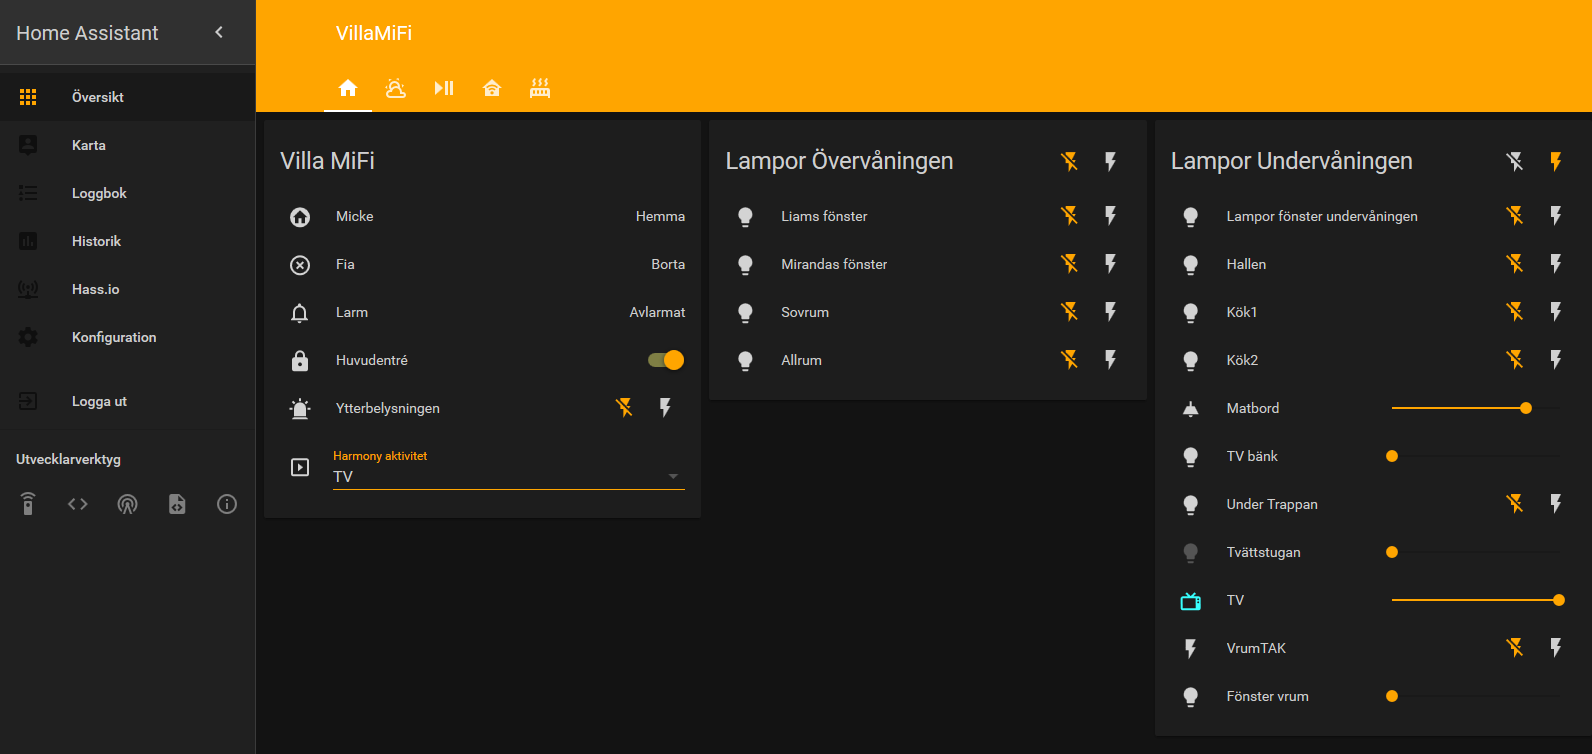 Home Assistant
Översikt
Karta
Loggbok
Historik
Hass.io
Konfiguration
Logga ut
Utvecklarverktyg
VillaMiFi
Villa MiFi
Micke Hemma
Fia Borta
Larm Avlarmat
Huvudentré
Ytterbelysningen
Harmony aktivitet
TV
Lampor Övervåningen
Liams fönster
Mirandas fönster
Sovrum
Allrum
Lampor Undervåningen
Lampor fönster undervåningen
Hallen
Kök1
Kök2
Matbord
TV bänk
Under Trappan
Tvättstugan
TV
VrumTAK
Fönster vrum